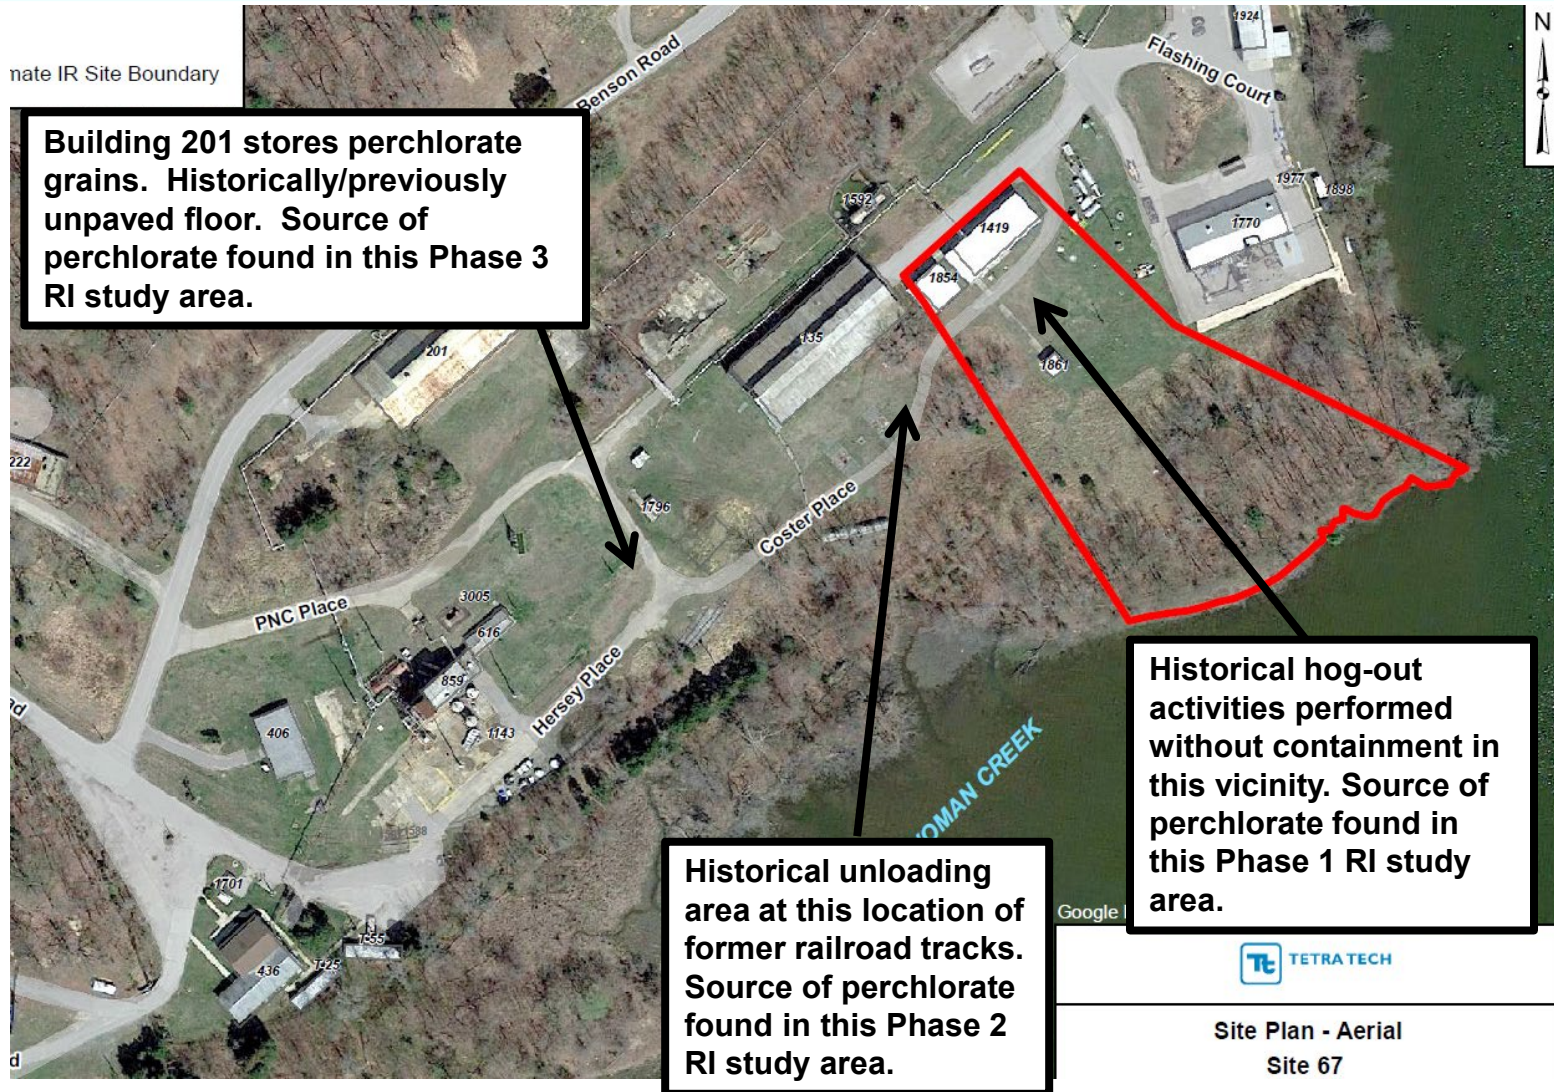 mate IR Site Boundary
N
Building 201 stores perchlorate
grains.  Historically/previously
unpaved floor.  Source of
perchlorate found in this Phase 3
RI study area.
Benson Road
Flashing Court
1924
1592
1419
1854
1977
1898
1770
135
1861
201
222
1796
Coster Place
PNC Place
3005
616
859
Hersey Place
1143
406
1701
436
T-25
T-55
OMAN CREEK
Historical hog-out
activities performed
without containment in
this vicinity. Source of
perchlorate found in
this Phase 1 RI study
area.
Historical unloading
area at this location of
former railroad tracks.
Source of perchlorate
found in this Phase 2
RI study area.
Google
TETRA TECH
Site Plan - Aerial
Site 67